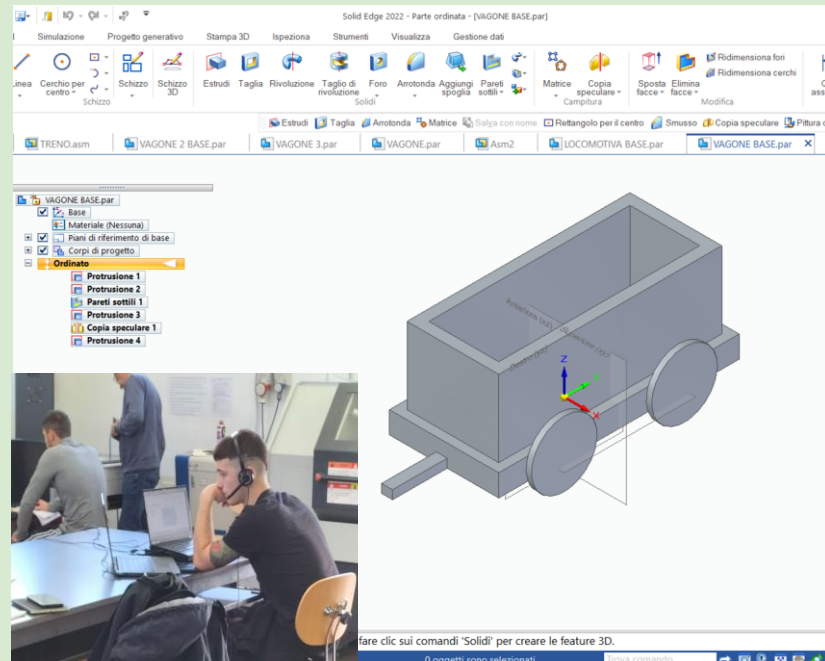 Solid Edge 2022 - Parte ordinata - [VAGONE BASE.par]
Simulazione Progetto generativo Stampa 3D Ispeziona Strumenti Visualizza Gestione dati
Cerchio per centro
Schizzo
Schizzo 3D
Estrudi
Taglia
Rivoluzione
Taglio di rivoluzione
Foro
Arrotonda
Aggiungi spoglia
Pareti sottili
Matrice
Copia speculare
Sposta facce
Elimina facce
Ridimensiona fori
Ridimensiona cerchi
Schizzo Solidi Campitura Modifica
Estrudi Taglia Arrotonda Matrice Salva con nome Rettangolo per il centro Smusso Copia speculare Pittura
TRENO.asm VAGONE 2 BASE.par VAGONE 3.par VAGONE.par Asm2 LOCOMOTIVA BASE.par VAGONE BASE.par
VAGONE BASE.par
Base
Materiale (Nessuna)
Piani di riferimento di base
Corpi di progetto
Ordinato
Protrusione 1
Protrusione 2
Pareti sottili 1
Protrusione 3
Copia speculare 1
Protrusione 4
Z
Y
X
fare clic sui comandi 'Solidi' per creare le feature 3D.
0 oggetti sono selezionati Trova comando